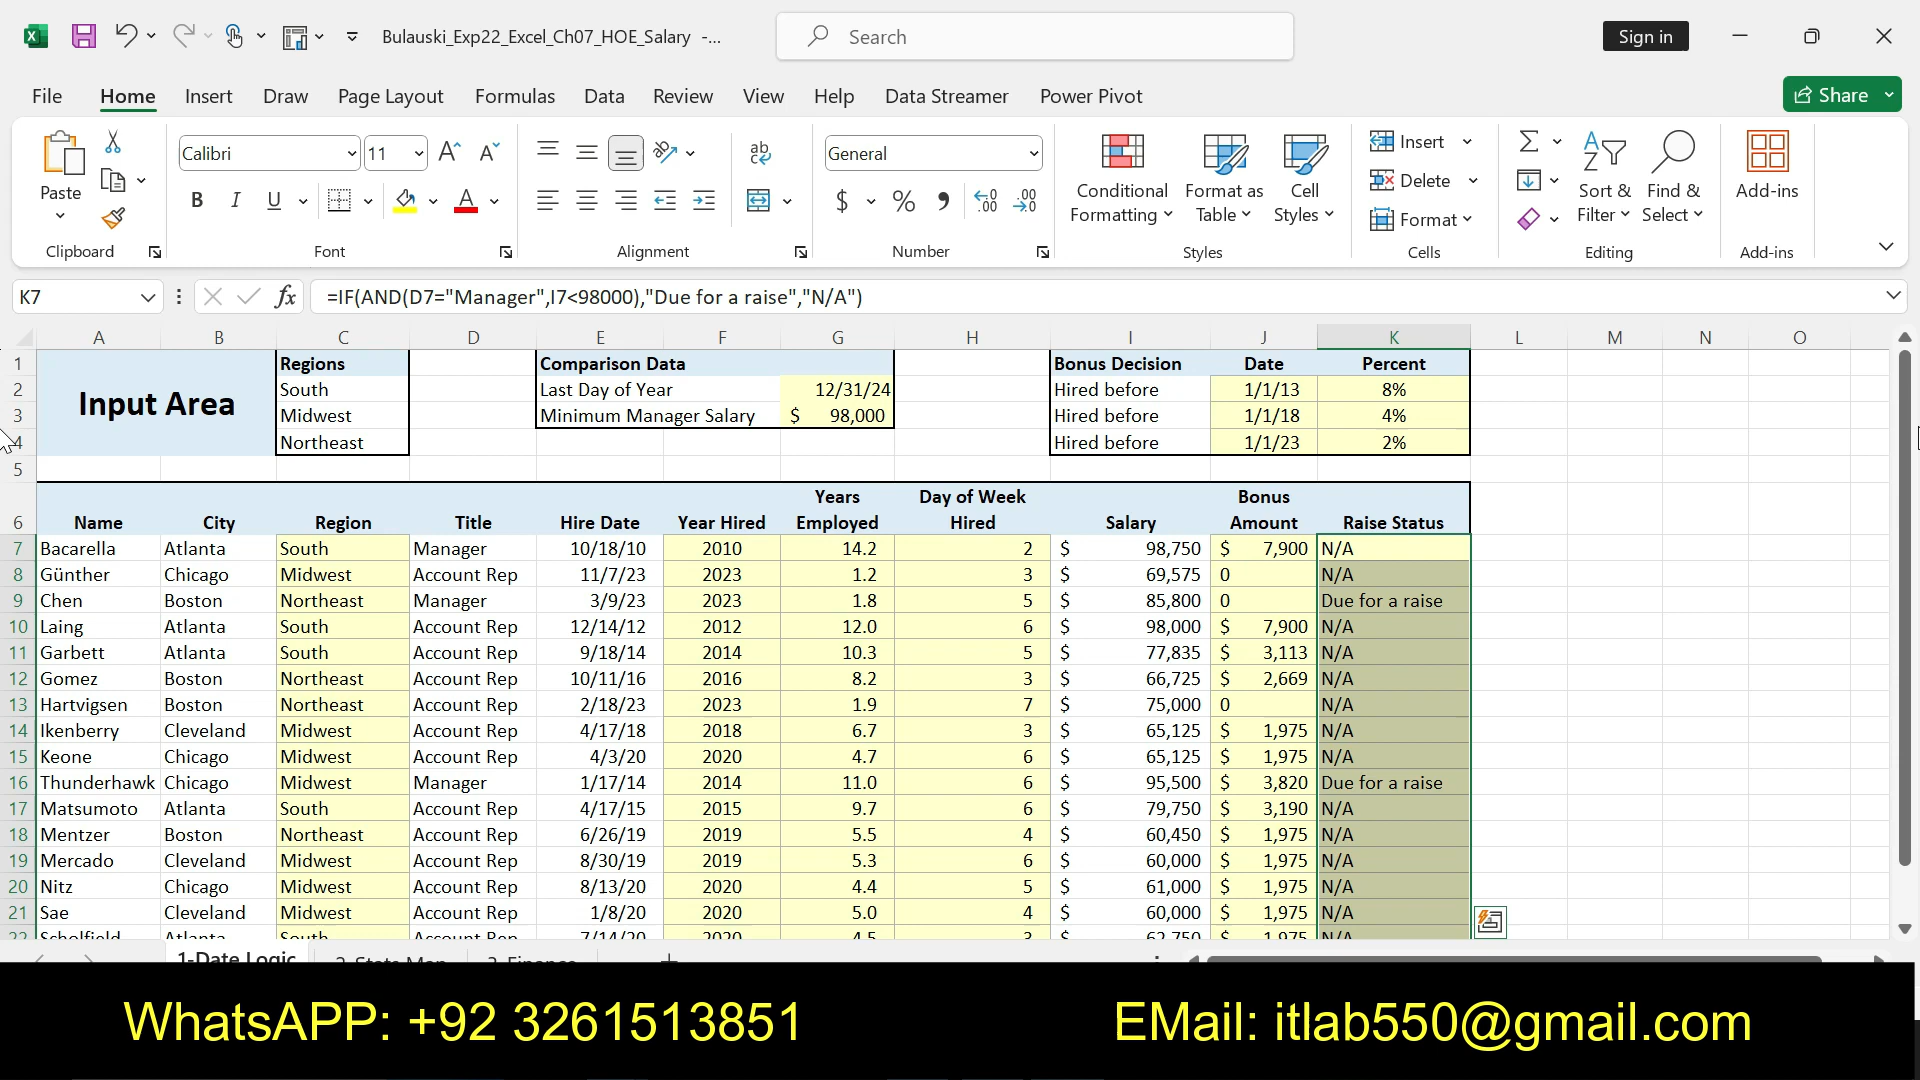 Bulauski_Exp22_Excel_Ch07_HOE_Salary -...
Search
Sign in
File Home Insert Draw Page Layout Formulas Data Review View Help Data Streamer Power Pivot
Share
Paste
Clipboard
Calibri 11
B I U
Font
ab
Alignment
General
$ % ,
Number
Conditional Formatting
Format as Table
Cell Styles
Styles
Insert
Delete
Format
Cells
Sort & Filter
Find & Select
Editing
Add-ins
Add-ins
K7
fx
=IF(AND(D7="Manager",I7<98000),"Due for a raise","N/A")
A B C D E F G H I J K L M N O
1 Regions Comparison Data Bonus Decision Date Percent
Input Area
2 South Last Day of Year 12/31/24 Hired before 1/1/13 8%
3 Midwest Minimum Manager Salary $ 98,000 Hired before 1/1/18 4%
4 Northeast Hired before 1/1/23 2%
5
6 Name City Region Title Hire Date Year Hired Years Employed Day of Week Hired Salary Bonus Amount Raise Status
7 Bacarella Atlanta South Manager 10/18/10 2010 14.2 2 $ 98,750 $ 7,900 N/A
8 Günther Chicago Midwest Account Rep 11/7/23 2023 1.2 3 $ 69,575 0 N/A
9 Chen Boston Northeast Manager 3/9/23 2023 1.8 5 $ 85,800 0 Due for a raise
10 Laing Atlanta South Account Rep 12/14/12 2012 12.0 6 $ 98,000 $ 7,900 N/A
11 Garbett Atlanta South Account Rep 9/18/14 2014 10.3 5 $ 77,835 $ 3,113 N/A
12 Gomez Boston Northeast Account Rep 10/11/16 2016 8.2 3 $ 66,725 $ 2,669 N/A
13 Hartvigsen Boston Northeast Account Rep 2/18/23 2023 1.9 7 $ 75,000 0 N/A
14 Ikenberry Cleveland Midwest Account Rep 4/17/18 2018 6.7 3 $ 65,125 $ 1,975 N/A
15 Keone Chicago Midwest Account Rep 4/3/20 2020 4.7 6 $ 65,125 $ 1,975 N/A
16 Thunderhawk Chicago Midwest Manager 1/17/14 2014 11.0 6 $ 95,500 $ 3,820 Due for a raise
17 Matsumoto Atlanta South Account Rep 4/17/15 2015 9.7 6 $ 79,750 $ 3,190 N/A
18 Mentzer Boston Northeast Account Rep 6/26/19 2019 5.5 4 $ 60,450 $ 1,975 N/A
19 Mercado Cleveland Midwest Account Rep 8/30/19 2019 5.3 6 $ 60,000 $ 1,975 N/A
20 Nitz Chicago Midwest Account Rep 8/13/20 2020 4.4 5 $ 61,000 $ 1,975 N/A
21 Sae Cleveland Midwest Account Rep 1/8/20 2020 5.0 4 $ 60,000 $ 1,975 N/A
22 Scholfield Atlanta South Account Rep 7/14/20 2020 4.5 $ 1,975 N/A
1-Date Logic
WhatsAPP: +92 3261513851
EMail: itlab550@gmail.com